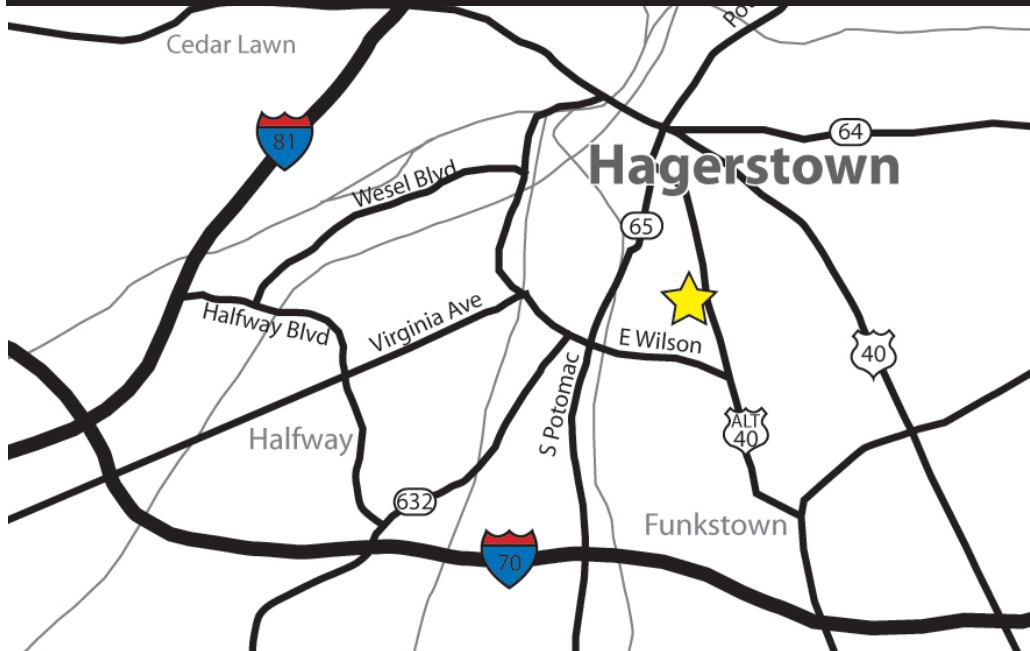 Cedar Lawn
Po
81
64
Hagerstown
Wesel Blvd
65
Halfway Blvd
Virginia Ave
E Wilson
40
S Potomac
ALT
40
Halfway
632
Funkstown
70